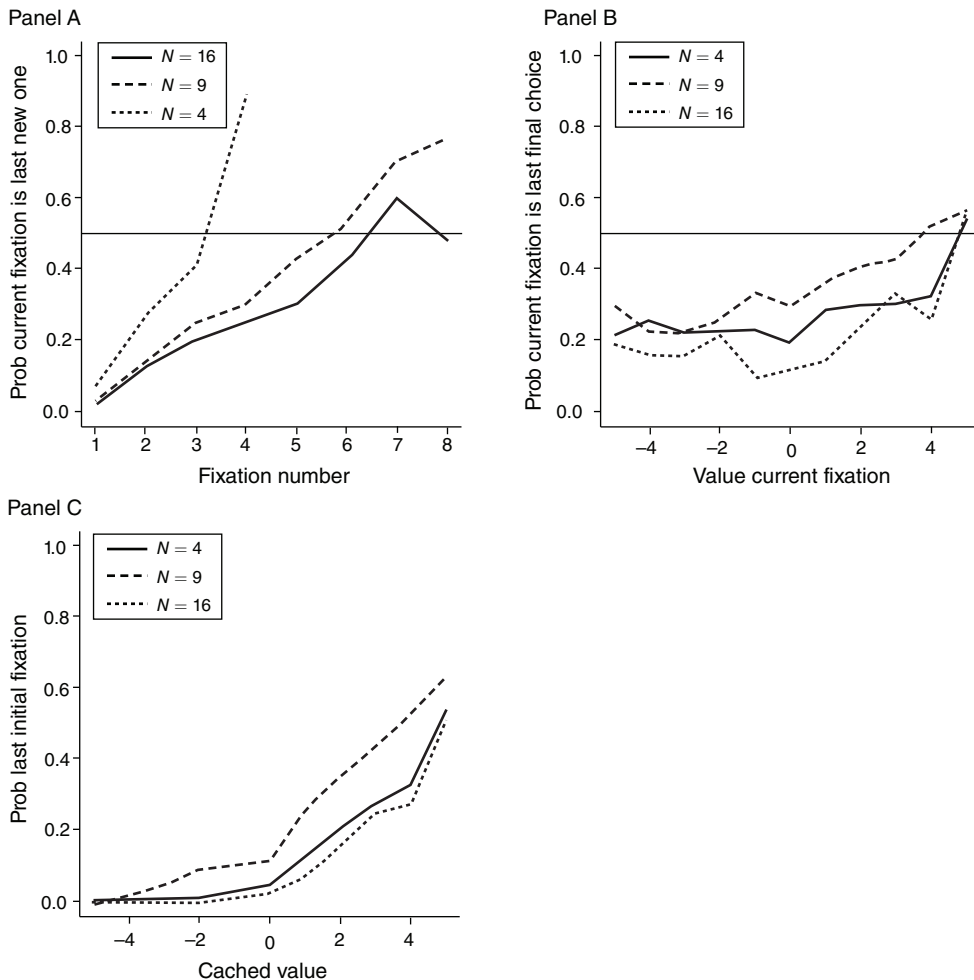 Panel A
Prob current fixation is last new one
1.0
0.8
0.6
0.4
0.2
0.0
N = 16
N = 9
N = 4
1 2 3 4 5 6 7 8
Fixation number
Panel B
Prob current fixation is last final choice
1.0
0.8
0.6
0.4
0.2
0.0
N = 4
N = 9
N = 16
−4 −2 0 2 4
Value current fixation
Panel C
Prob last initial fixation
1.0
0.8
0.6
0.4
0.2
0.0
N = 4
N = 9
N = 16
−4 −2 0 2 4
Cached value